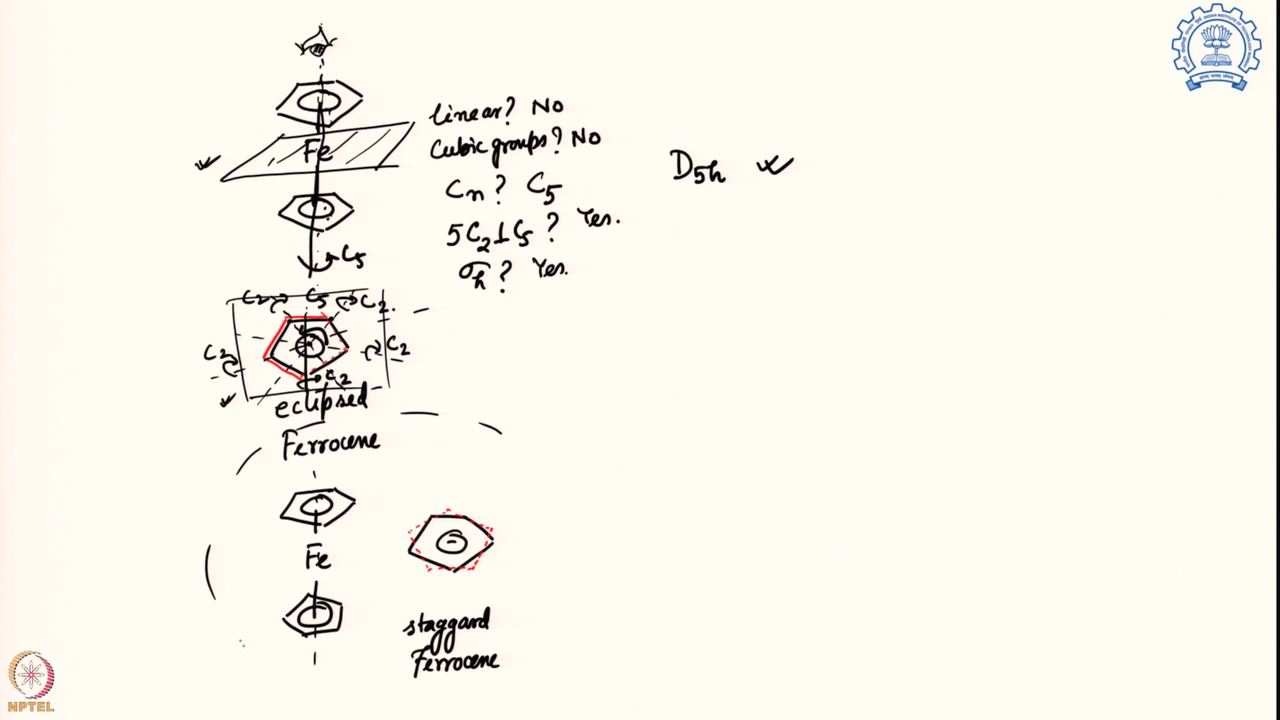 Fe
C5
linear? No
Cubic groups? No
Cn? C5
5C2⊥C5? Yes.
σh? Yes.
D5h
C2 C5 C2.
C2 C2
C2
eclipsed
Ferrocene
Fe
staggard
Ferrocene
NPTEL